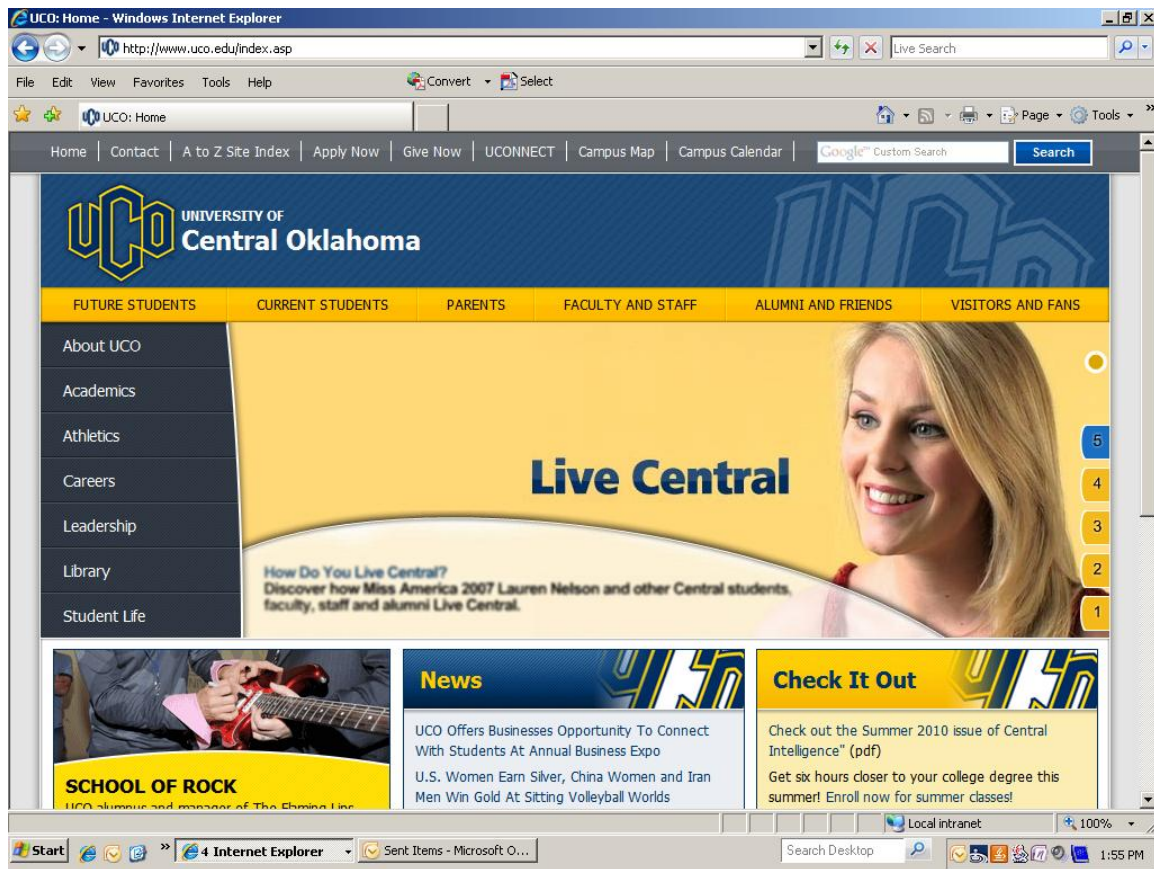 UCO: Home - Windows Internet Explorer
http://www.uco.edu/index.asp
Live Search
File Edit View Favorites Tools Help Convert Select
UCO: Home Page Tools
Home Contact A to Z Site Index Apply Now Give Now UCONNECT Campus Map Campus Calendar Google™ Custom Search Search
UCO
UNIVERSITY OF
Central Oklahoma
FUTURE STUDENTS CURRENT STUDENTS PARENTS FACULTY AND STAFF ALUMNI AND FRIENDS VISITORS AND FANS
About UCO
Academics
Athletics
Careers
Leadership
Library
Student Life
Live Central
How Do You Live Central?
Discover how Miss America 2007 Lauren Nelson and other Central students,
faculty, staff and alumni Live Central.
5
4
3
2
1
SCHOOL OF ROCK
UCO alumnus and manager of The Flaming Lips
News
UCO Offers Businesses Opportunity To Connect
With Students At Annual Business Expo
U.S. Women Earn Silver, China Women and Iran
Men Win Gold At Sitting Volleyball Worlds
Check It Out
Check out the Summer 2010 issue of Central
Intelligence" (pdf)
Get six hours closer to your college degree this
summer! Enroll now for summer classes!
Local intranet 100%
Start 4 Internet Explorer Sent Items - Microsoft O... Search Desktop 1:55 PM